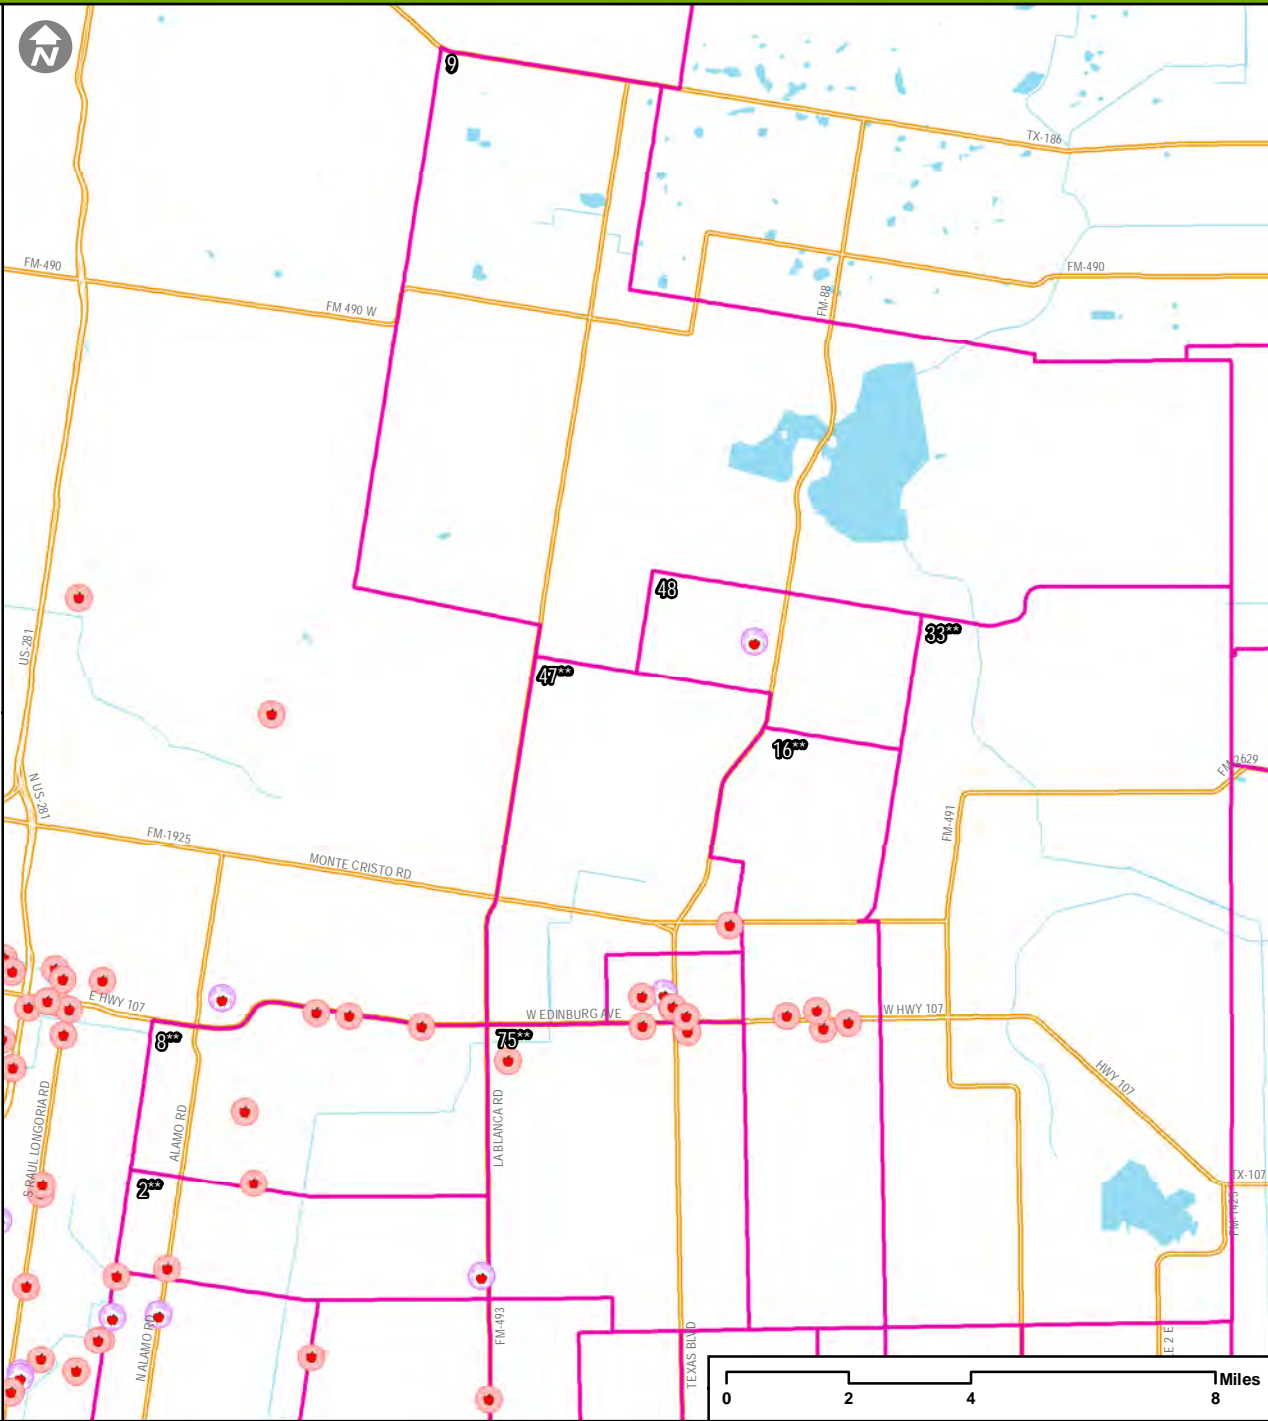 N
9
TX-186
FM-490
FM-490
FM 490 W
FM-88
48
33**
US-281
47**
16**
FM-2629
N US-281
FM-491
FM-1925
MONTE CRISTO RD
E HWY 107
W EDINBURG AVE
W HWY 107
8**
75**
HWY 107
S RAUL LONGORIA RD
ALAMO RD
LA BLANCA RD
2**
TX-107
FM-1425
N ALAMO RD
FM-493
TEXAS BLVD
E 2 E
Miles
0 2 4 8